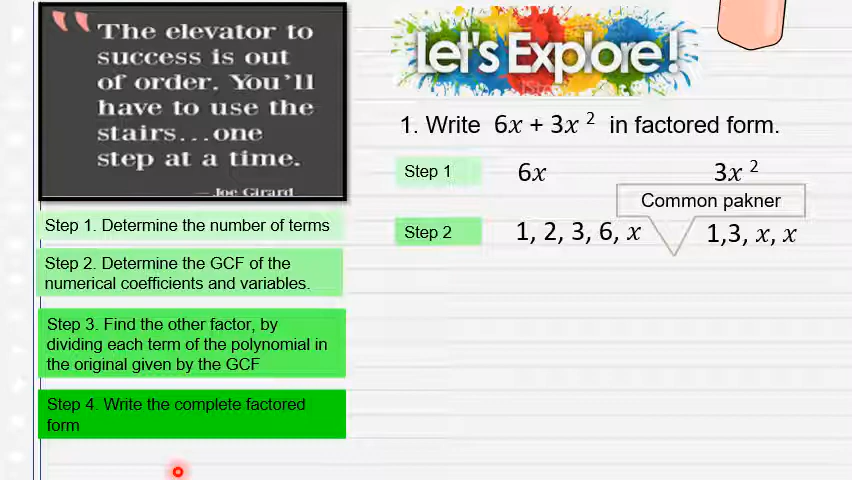 The elevator to
success is out
of order. You'll
have to use the
stairs...one
step at a time.
— Joe Girard
Step 1. Determine the number of terms
Step 2. Determine the GCF of the
numerical coefficients and variables.
Step 3. Find the other factor, by
dividing each term of the polynomial in
the original given by the GCF
Step 4. Write the complete factored
form
let's Explore!
1. Write 6x + 3x² in factored form.
Step 1 6x 3x²
Common pakner
Step 2 1, 2, 3, 6, x 1,3, x, x